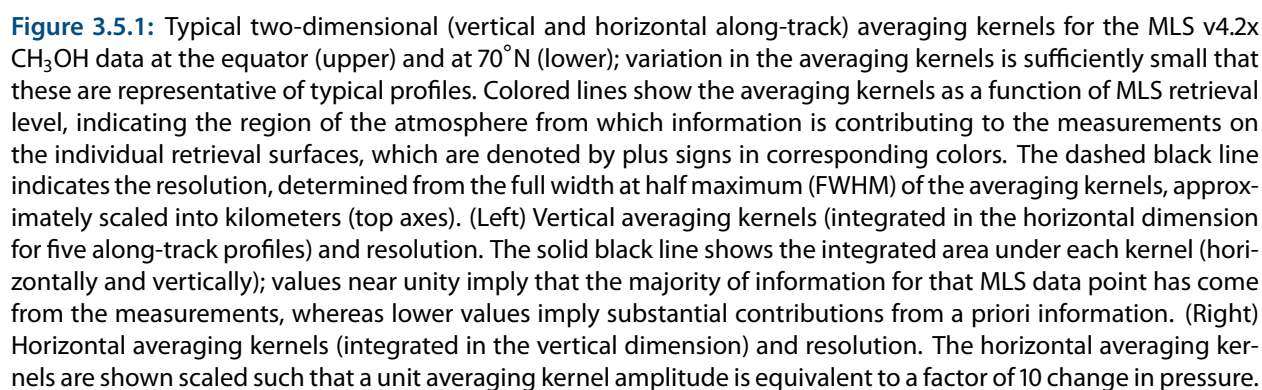 Figure 3.5.1: Typical two-dimensional (vertical and horizontal along-track) averaging kernels for the MLS v4.2x
CH₃OH data at the equator (upper) and at 70°N (lower); variation in the averaging kernels is sufficiently small that
these are representative of typical profiles. Colored lines show the averaging kernels as a function of MLS retrieval
level, indicating the region of the atmosphere from which information is contributing to the measurements on
the individual retrieval surfaces, which are denoted by plus signs in corresponding colors. The dashed black line
indicates the resolution, determined from the full width at half maximum (FWHM) of the averaging kernels, approx-
imately scaled into kilometers (top axes). (Left) Vertical averaging kernels (integrated in the horizontal dimension
for five along-track profiles) and resolution. The solid black line shows the integrated area under each kernel (hori-
zontally and vertically); values near unity imply that the majority of information for that MLS data point has come
from the measurements, whereas lower values imply substantial contributions from a priori information. (Right)
Horizontal averaging kernels (integrated in the vertical dimension) and resolution. The horizontal averaging ker-
nels are shown scaled such that a unit averaging kernel amplitude is equivalent to a factor of 10 change in pressure.